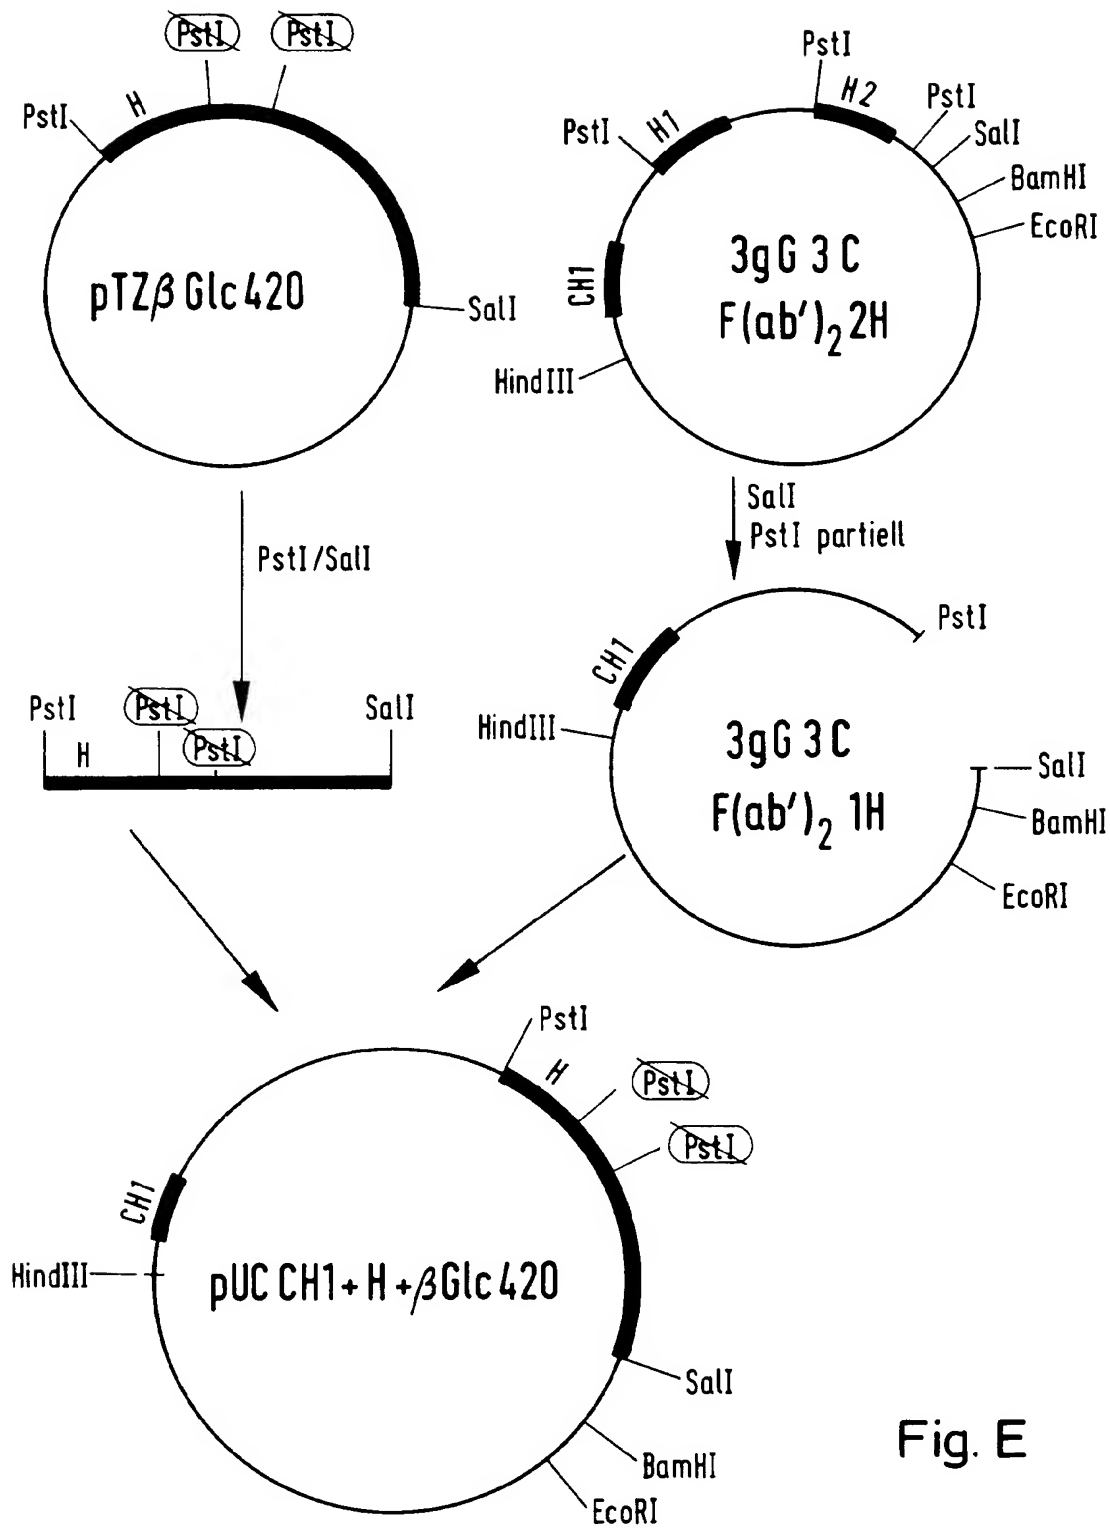 PstI
PstI
PstI
H
pTZβ Glc 420
SalI
PstI
H2
PstI
SalI
BamHI
EcoRI
PstI
H1
CH1
HindIII
3gG 3C
F(ab')₂ 2H
PstI/SalI
SalI
PstI partiell
PstI
H
PstI
PstI
SalI
PstI
CH1
HindIII
3gG 3C
F(ab')₂ 1H
SalI
BamHI
EcoRI
PstI
H
PstI
PstI
CH1
HindIII
pUC CH1 + H + βGlc 420
SalI
BamHI
EcoRI
Fig. E